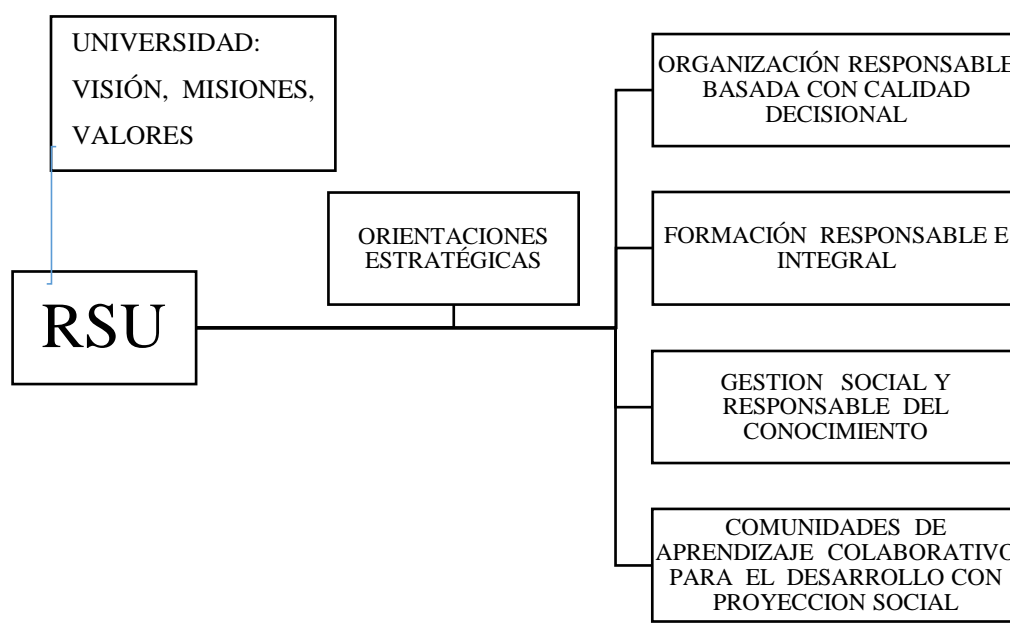 UNIVERSIDAD:
VISIÓN, MISIONES,
VALORES
RSU
ORIENTACIONES
ESTRATÉGICAS
ORGANIZACIÓN RESPONSABLE
BASADA CON CALIDAD
DECISIONAL
FORMACIÓN RESPONSABLE E
INTEGRAL
GESTION SOCIAL Y
RESPONSABLE DEL
CONOCIMIENTO
COMUNIDADES DE
APRENDIZAJE COLABORATIVO
PARA EL DESARROLLO CON
PROYECCION SOCIAL